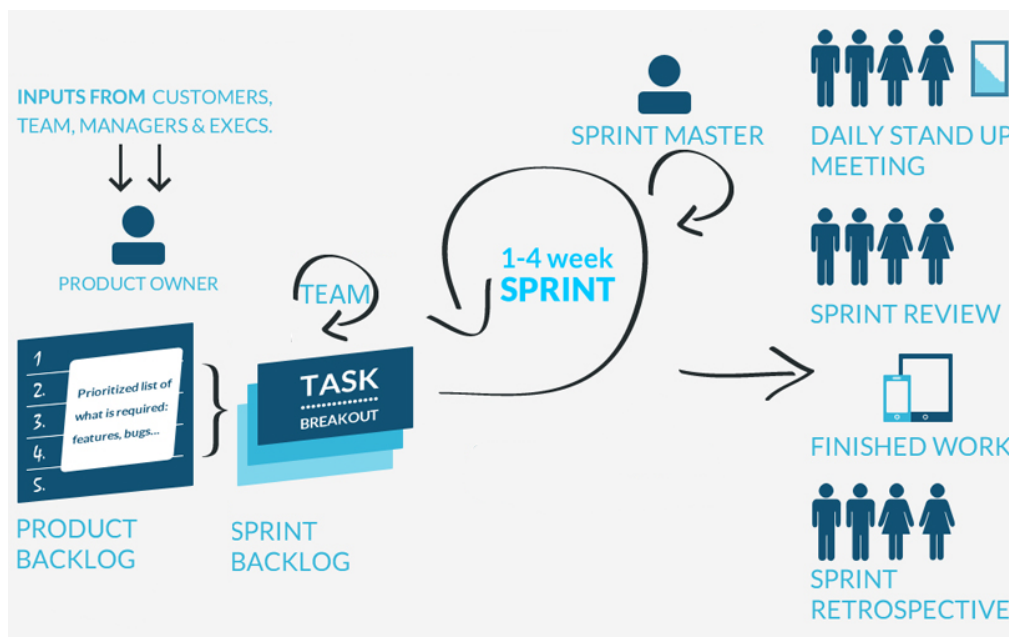 INPUTS FROM CUSTOMERS,
TEAM, MANAGERS & EXECS.
PRODUCT OWNER
1
2.
3.
4.
5.
Prioritized list of
what is required:
features, bugs...
PRODUCT
BACKLOG
TEAM
TASK
BREAKOUT
SPRINT
BACKLOG
1-4 week
SPRINT
SPRINT MASTER
DAILY STAND UP
MEETING
SPRINT REVIEW
FINISHED WORK
SPRINT
RETROSPECTIVE